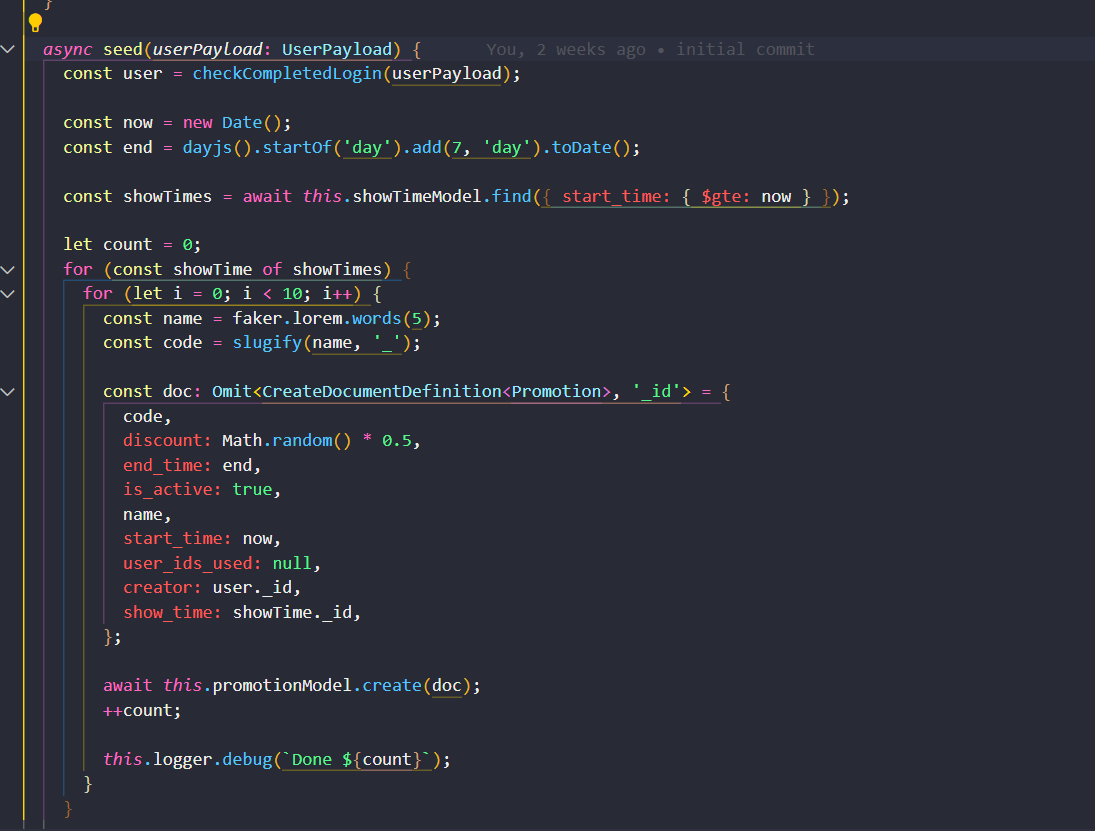 }
async seed(userPayload: UserPayload) { You, 2 weeks ago • initial commit
const user = checkCompletedLogin(userPayload);
const now = new Date();
const end = dayjs().startOf('day').add(7, 'day').toDate();
const showTimes = await this.showTimeModel.find({ start_time: { $gte: now } });
let count = 0;
for (const showTime of showTimes) {
for (let i = 0; i < 10; i++) {
const name = faker.lorem.words(5);
const code = slugify(name, '_');
const doc: Omit<CreateDocumentDefinition<Promotion>, '_id'> = {
code,
discount: Math.random() * 0.5,
end_time: end,
is_active: true,
name,
start_time: now,
user_ids_used: null,
creator: user._id,
show_time: showTime._id,
};
await this.promotionModel.create(doc);
++count;
this.logger.debug(`Done ${count}`);
}
}